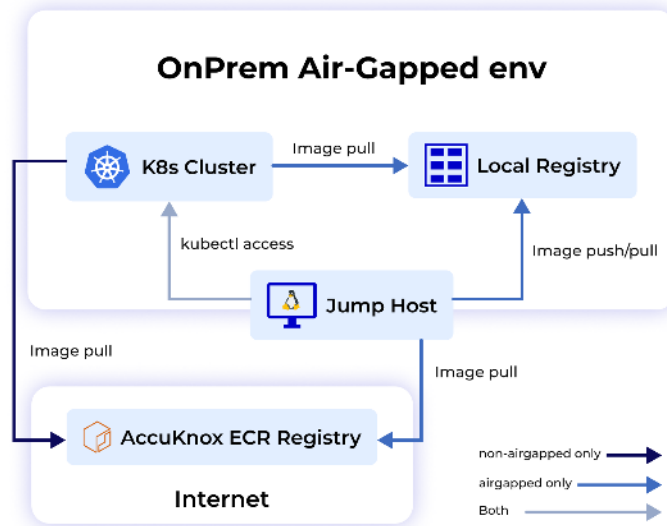 OnPrem Air-Gapped env
K8s Cluster
Image pull
Local Registry
kubectl access
Image push/pull
Jump Host
Image pull
Image pull
AccuKnox ECR Registry
Internet
non-airgapped only
airgapped only
Both